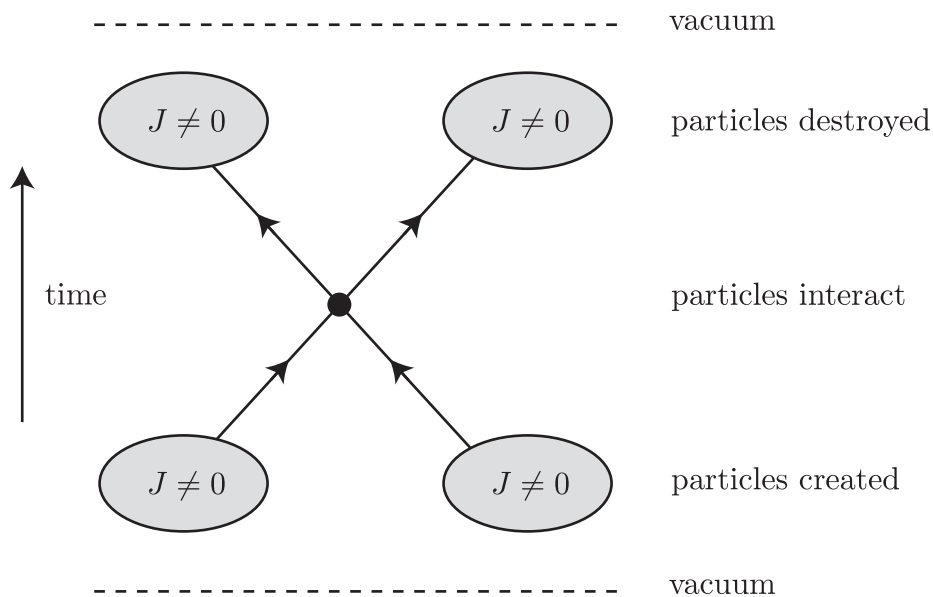 vacuum
J ≠ 0 J ≠ 0 particles destroyed
time particles interact
J ≠ 0 J ≠ 0 particles created
vacuum